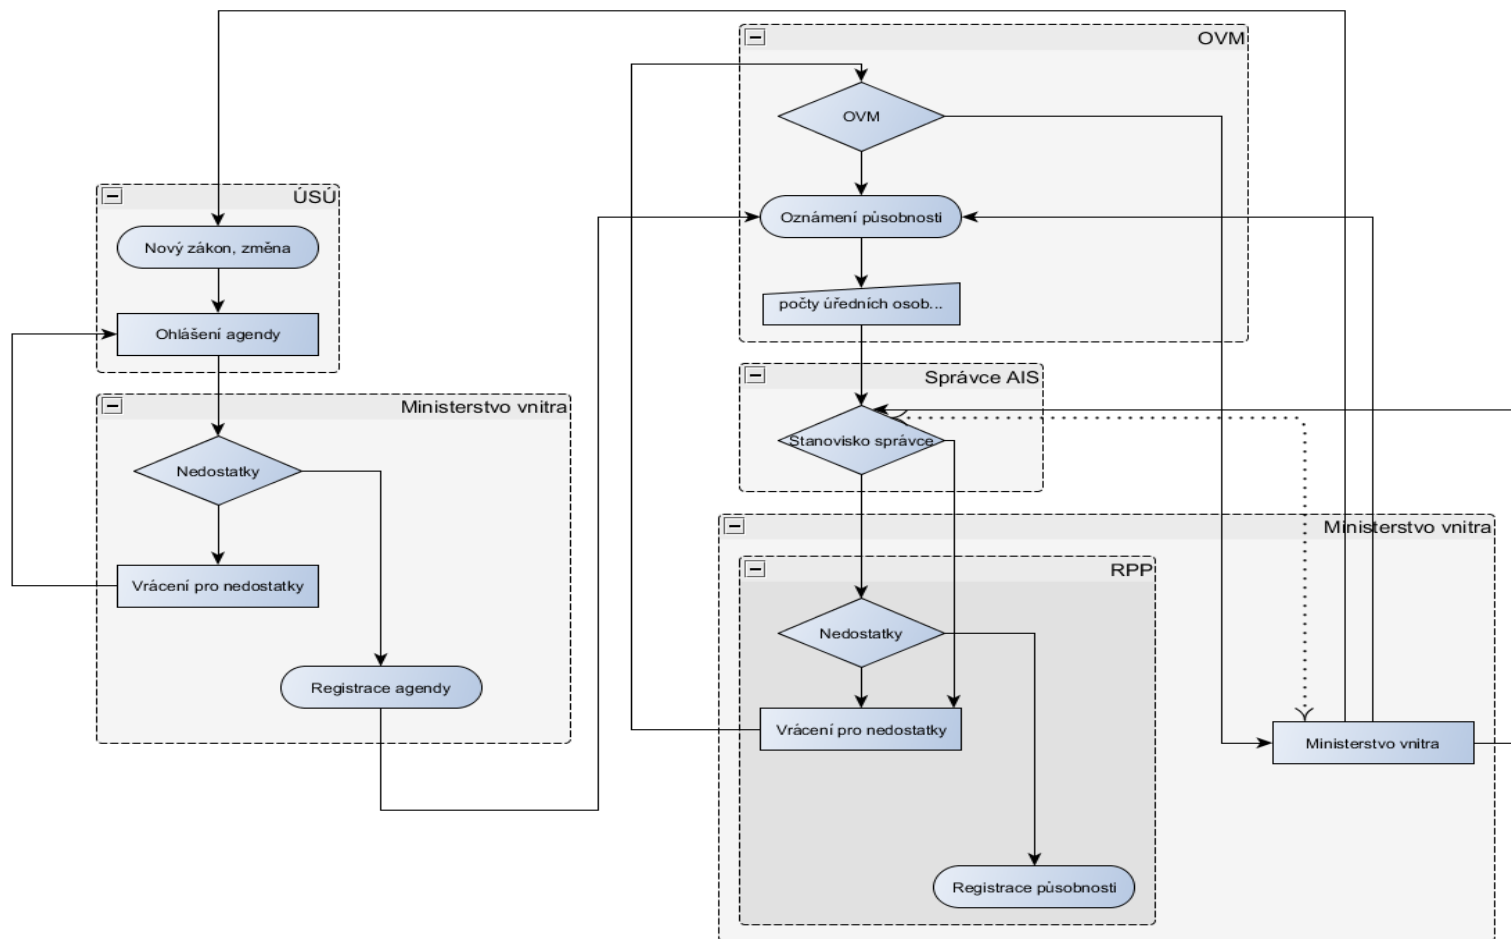 OVM
OVM
ÚSÚ
Nový zákon, změna
Oznámení působnosti
Ohlášení agendy
počty úředních osob...
Správce AIS
Ministerstvo vnitra
Stanovisko správce
Nedostatky
Ministerstvo vnitra
RPP
Vrácení pro nedostatky
Nedostatky
Registrace agendy
Vrácení pro nedostatky
Ministerstvo vnitra
Registrace působnosti